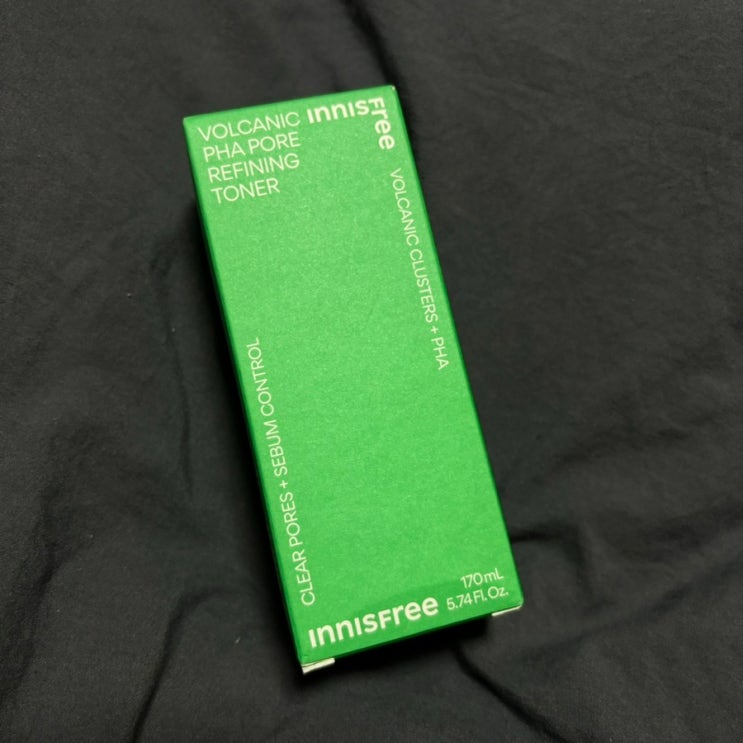 VOLCANIC
PHA PORE
REFINING
TONER
INNISFree
VOLCANIC CLUSTERS + PHA
CLEAR PORES + SEBUM CONTROL
INNISFree
170 mL
5.74 Fl. Oz.